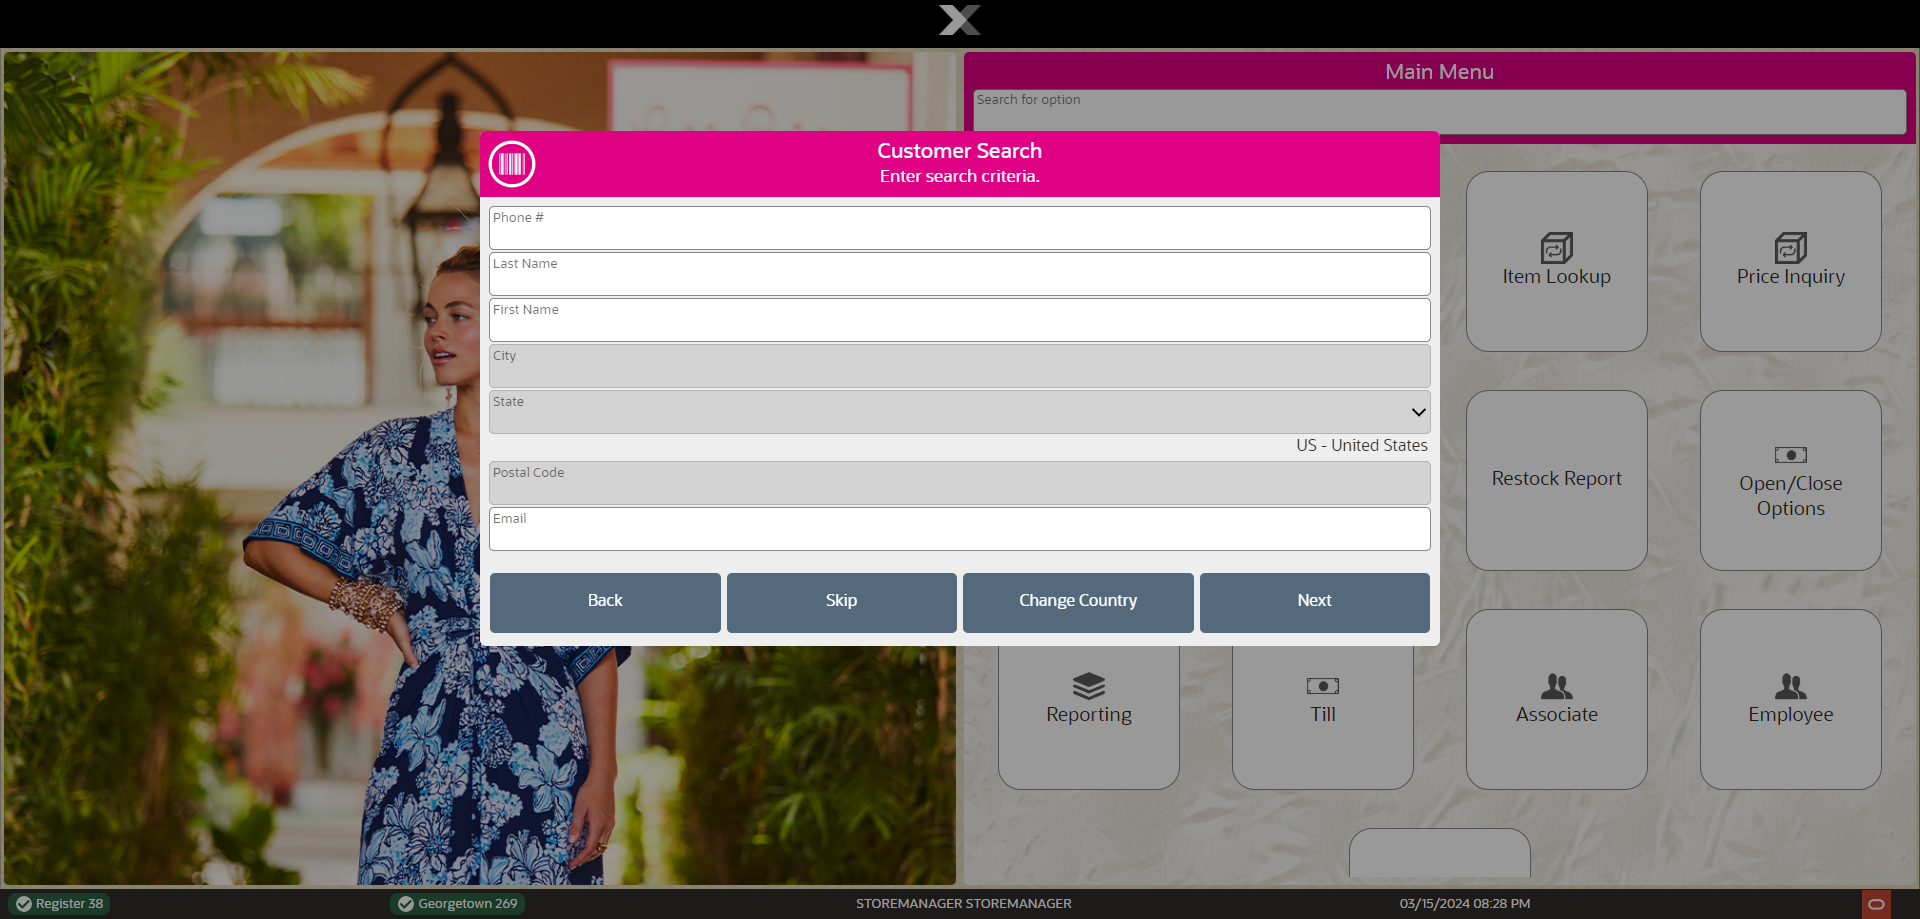 Main Menu
Search for option
Customer Search
Enter search criteria.
Phone #
Last Name
First Name
City
State
US - United States
Postal Code
Email
Back
Skip
Change Country
Next
Item Lookup
Price Inquiry
Restock Report
Open/Close
Options
Reporting
Till
Associate
Employee
Register 38
Georgetown 269
STOREMANAGER STOREMANAGER
03/15/2024 08:28 PM